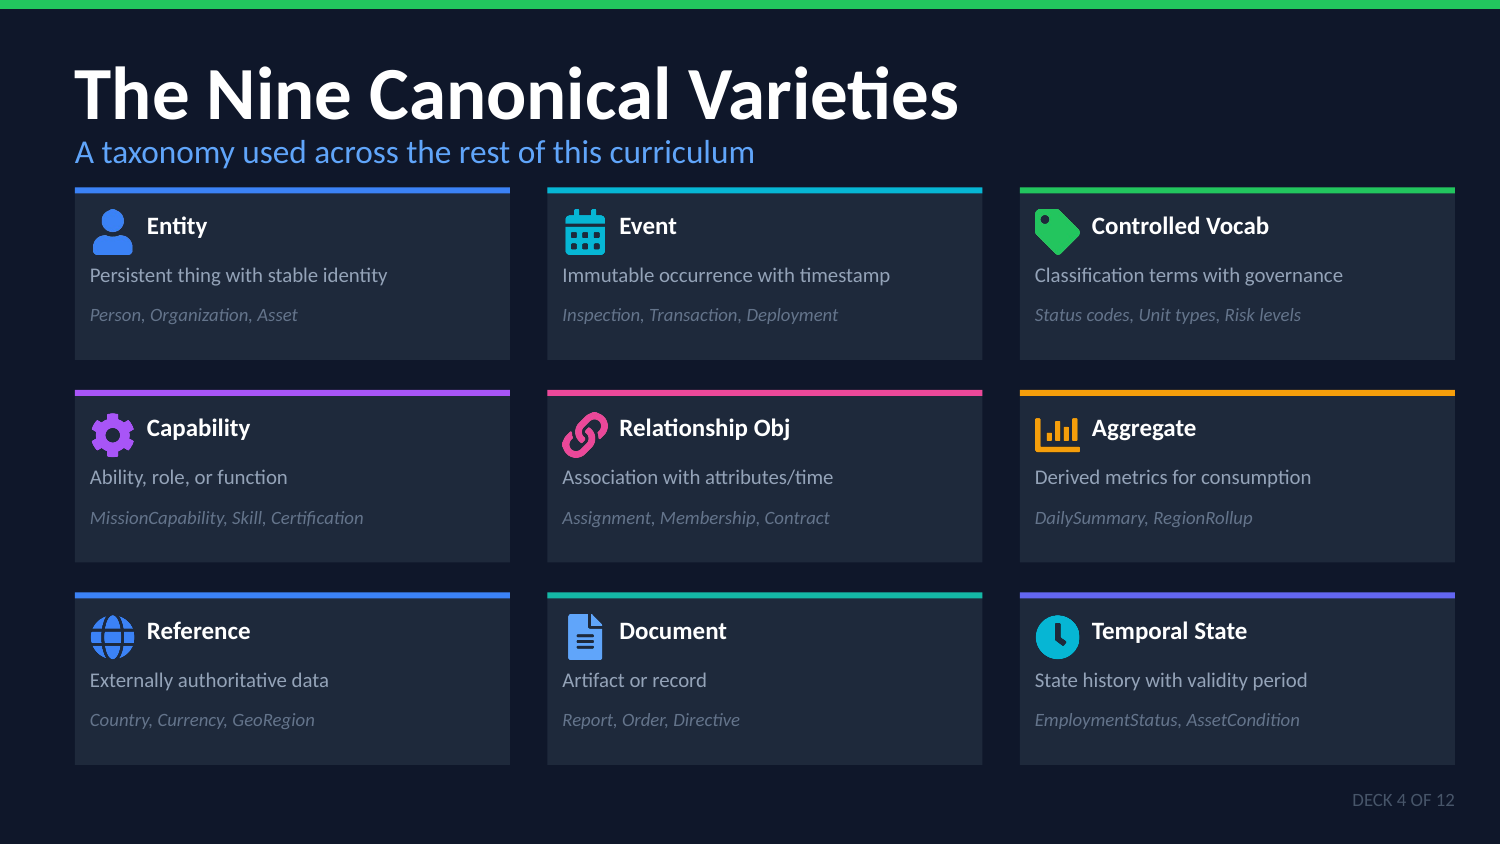 The Nine Canonical Varieties
A taxonomy used across the rest of this curriculum
Entity
Persistent thing with stable identity
Person, Organization, Asset
Event
Immutable occurrence with timestamp
Inspection, Transaction, Deployment
Controlled Vocab
Classification terms with governance
Status codes, Unit types, Risk levels
Capability
Ability, role, or function
MissionCapability, Skill, Certification
Relationship Obj
Association with attributes/time
Assignment, Membership, Contract
Aggregate
Derived metrics for consumption
DailySummary, RegionRollup
Reference
Externally authoritative data
Country, Currency, GeoRegion
Document
Artifact or record
Report, Order, Directive
Temporal State
State history with validity period
EmploymentStatus, AssetCondition
DECK 4 OF 12